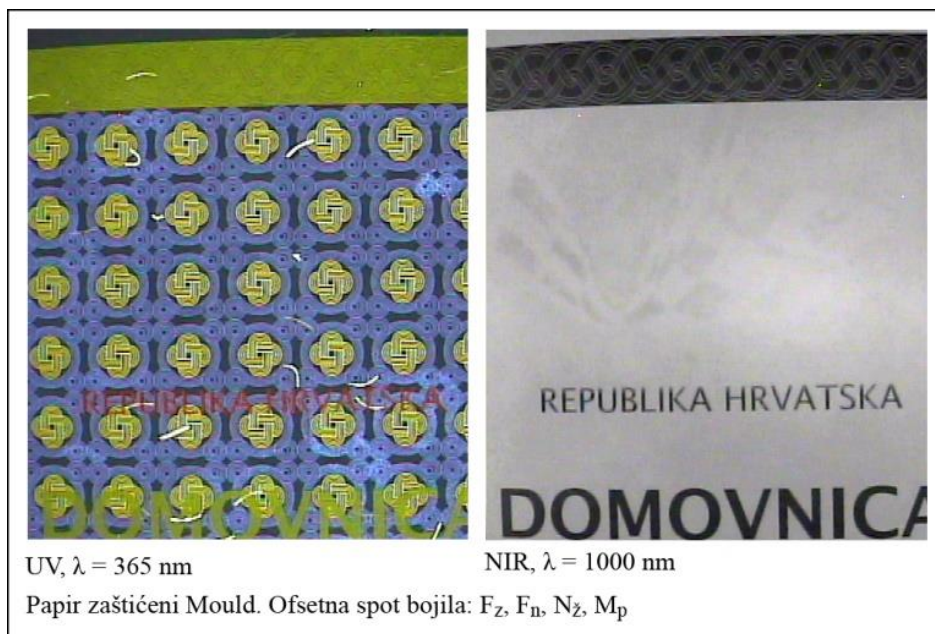 REPUBLIKA HRVATSKA
DOMOVNICA
REPUBLIKA HRVATSKA
DOMOVNICA
UV, λ = 365 nm
NIR, λ = 1000 nm
Papir zaštićeni Mould. Ofsetna spot bojila: Fz, Fn, Nž, Mp